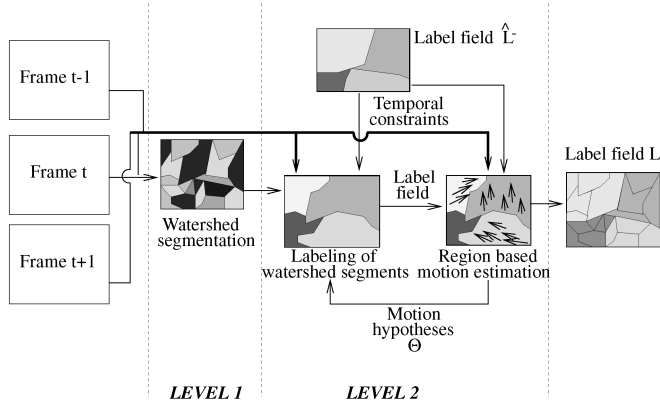 Frame t-1
Frame t
Frame t+1
Watershed
segmentation
Label field L̂-
Temporal
constraints
Label
field
Labeling of
watershed segments
Region based
motion estimation
Motion
hypotheses
Θ
Label field L
LEVEL 1
LEVEL 2